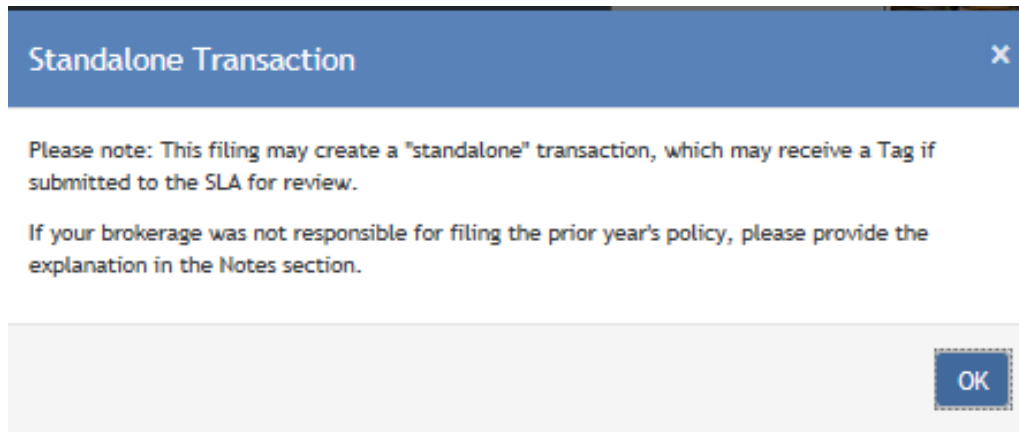 Standalone Transaction ×
Please note: This filing may create a "standalone" transaction, which may receive a Tag if
submitted to the SLA for review.
If your brokerage was not responsible for filing the prior year's policy, please provide the
explanation in the Notes section.
OK